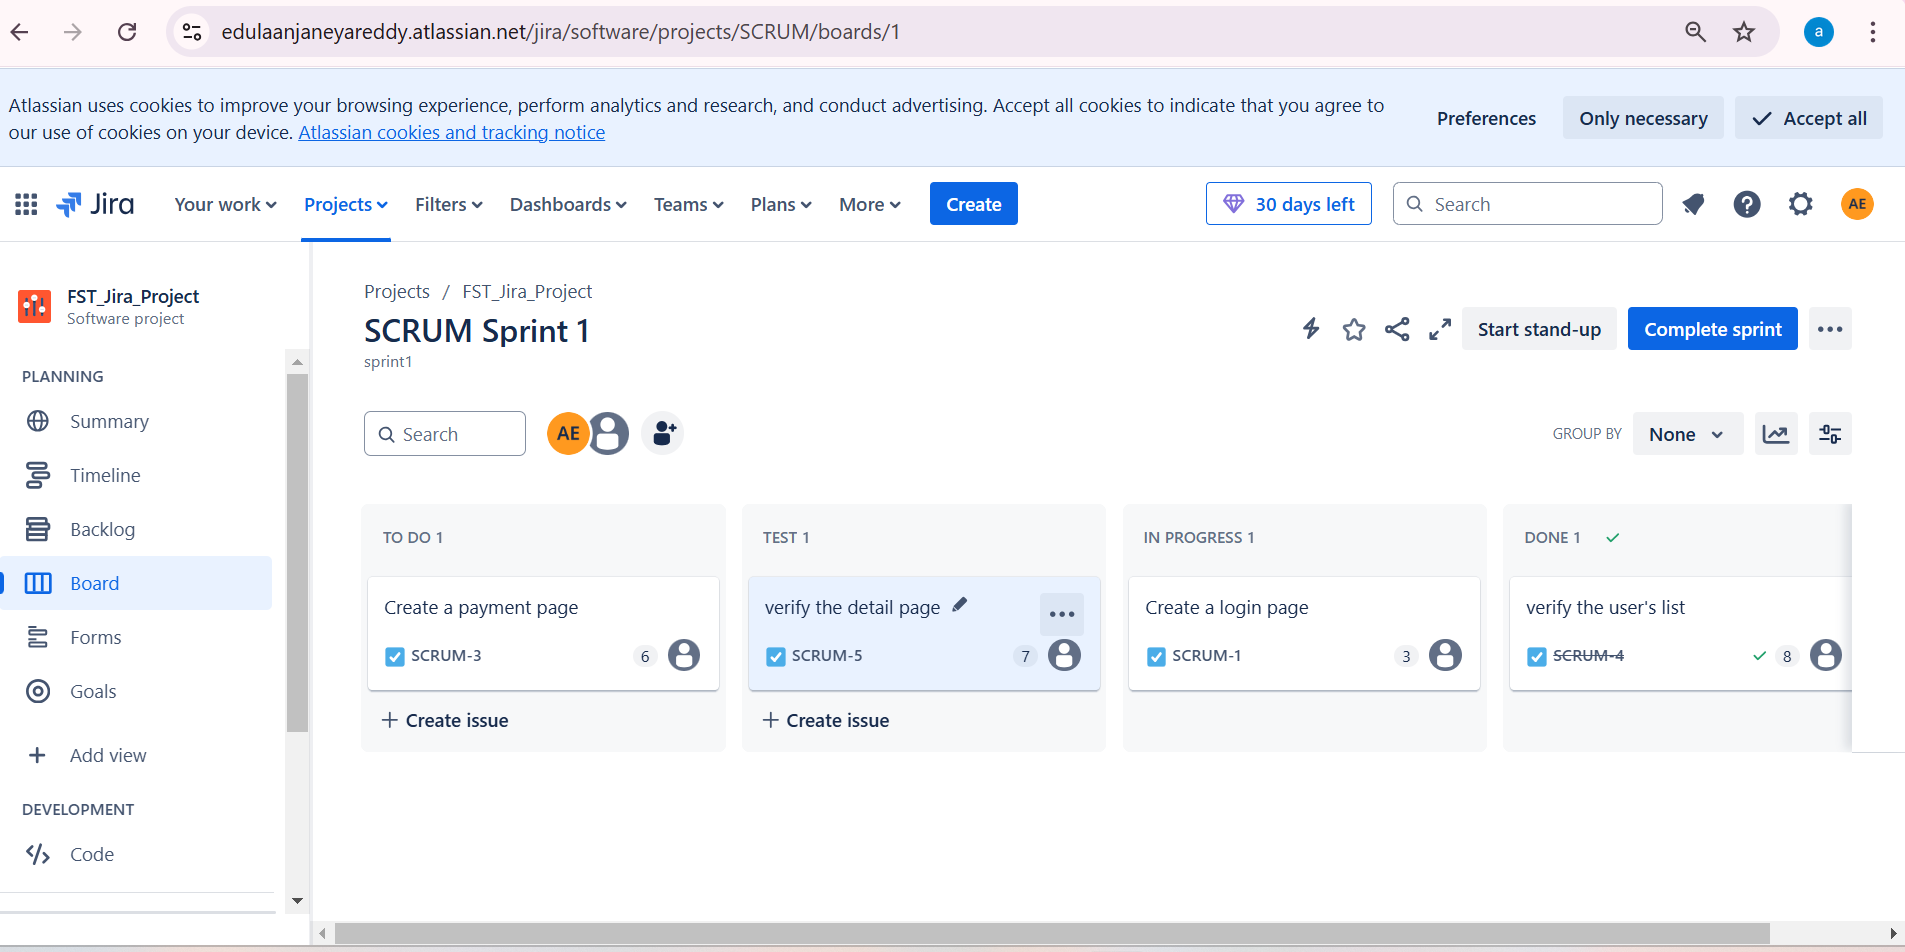 edulaanjaneyareddy.atlassian.net/jira/software/projects/SCRUM/boards/1
a
Atlassian uses cookies to improve your browsing experience, perform analytics and research, and conduct advertising. Accept all cookies to indicate that you agree to
our use of cookies on your device. Atlassian cookies and tracking notice
Preferences
Only necessary
Accept all
Jira
Your work
Projects
Filters
Dashboards
Teams
Plans
More
Create
30 days left
Search
AE
FST_Jira_Project
Software project
PLANNING
Summary
Timeline
Backlog
Board
Forms
Goals
Add view
DEVELOPMENT
Code
Projects / FST_Jira_Project
SCRUM Sprint 1
sprint1
Start stand-up
Complete sprint
Search
AE
GROUP BY
None
TO DO 1
Create a payment page
SCRUM-3
6
Create issue
TEST 1
verify the detail page
SCRUM-5
7
Create issue
IN PROGRESS 1
Create a login page
SCRUM-1
3
DONE 1
verify the user's list
SCRUM-4
8